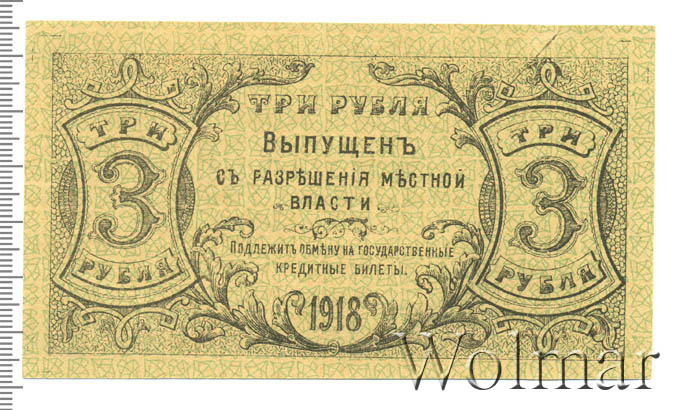 ТРИ РУБЛЯ
ВЫПУЩЕНЪ
СЪ РАЗРѢШЕНІЯ МѢСТНОЙ
ВЛАСТИ
ПОДЛЕЖИТЪ ОБМѢНУ НА ГОСУДАРСТВЕННЫЕ
КРЕДИТНЫЕ БИЛЕТЫ.
1918
ТРИ
3
РУБЛЯ
ТРИ
3
РУБЛЯ
Wolmar